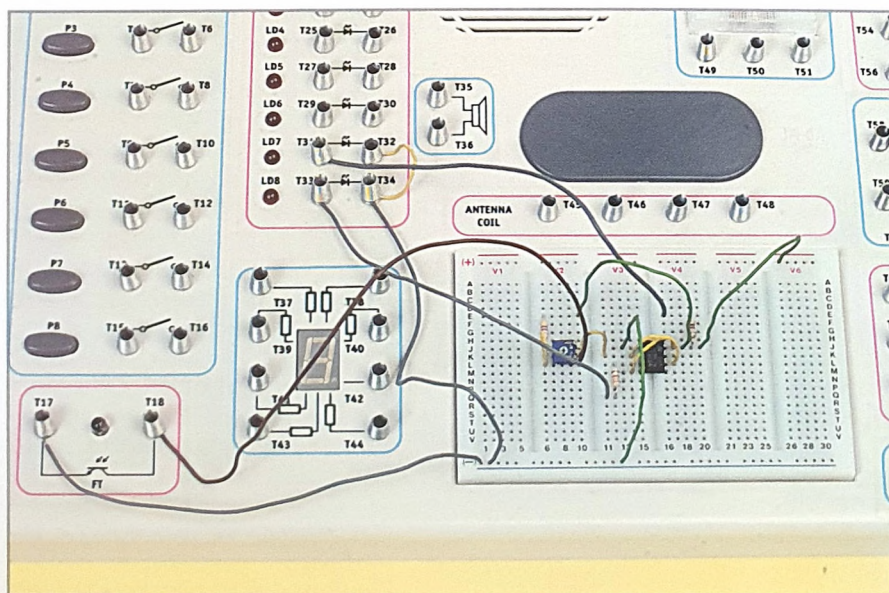 P3
T6
P4
T8
P5
T10
P6
T12
P7
T14
P8
T15
T16
T17
T18
FT
LD4
T25
T26
LD5
T27
T28
LD6
T29
T30
LD7
T32
LD8
T33
T34
T35
T36
T37
T39
T40
T42
T43
T44
ANTENNA
COIL
T46
T47
T48
T49
T50
T51
T54
T56
(+)
V1
V3
V4
V5
V6
A
B
C
D
E
F
G
H
J
K
L
M
N
O
P
Q
R
S
T
U
V
A
B
C
D
E
F
G
H
J
K
L
M
N
O
P
Q
R
S
T
U
V
1 3 5 6 8 10 11 13 15 16 18 20 21 23 25 26 28 30
(−)